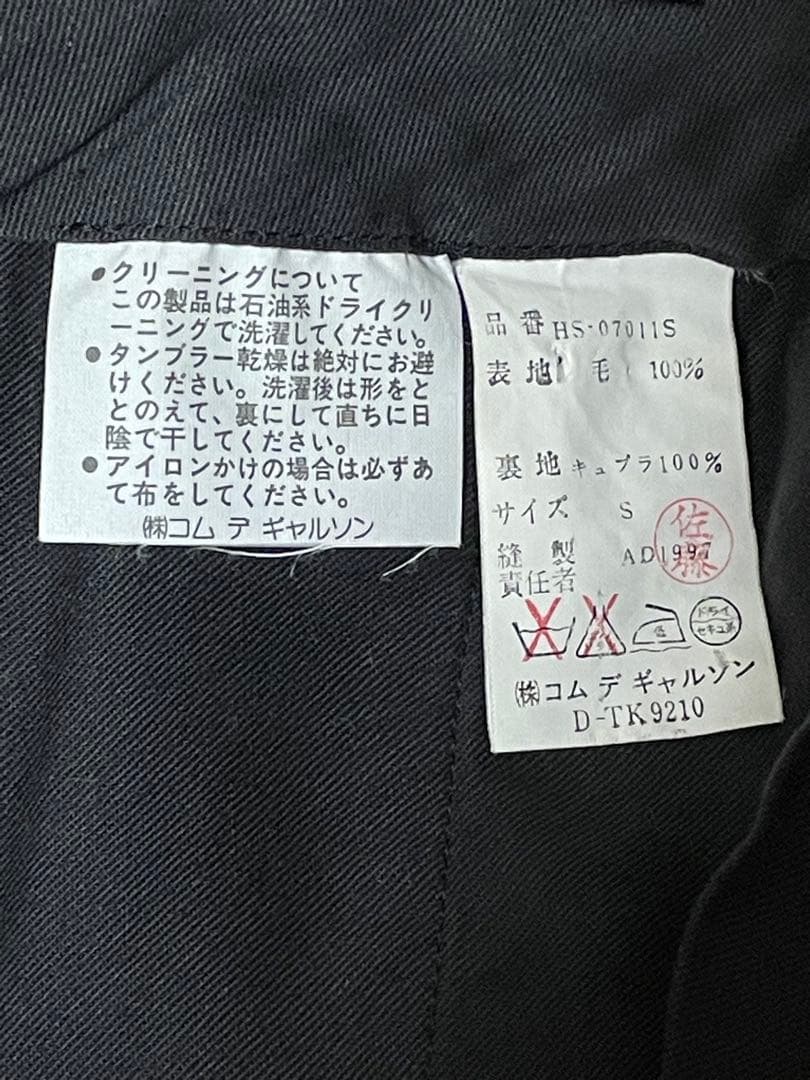 ●クリーニングについて
この製品は石油系ドライクリ
ーニングで洗濯してください。
●タンブラー乾燥は絶対にお避
けください。洗濯後は形をと
とのえて、裏にして直ちに日
陰で干してください。
●アイロンかけの場合は必ずあ
て布をしてください。
㈱コム デ ギャルソン
品番 HS-07011S
表地 毛 100%
裏地 キュプラ100%
サイズ S
縫製 AD1997
責任者
佐藤
低
ドライ
セキユ系
㈱コム デ ギャルソン
D-TK9210